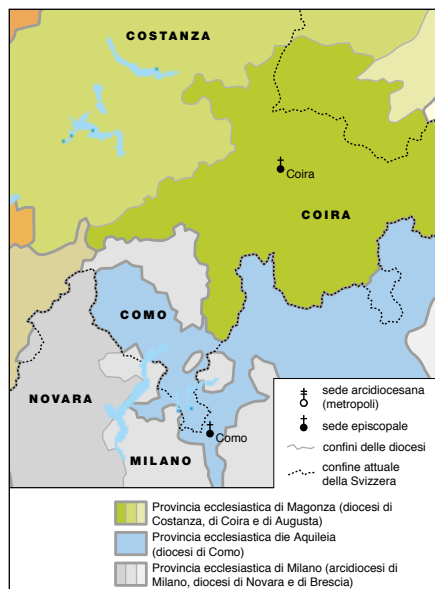 COSTANZA
Coira
COIRA
COMO
NOVARA
Como
MILANO
sede arcidiocesana
(metropoli)
sede episcopale
confini delle diocesi
confine attuale
della Svizzera
Provincia ecclesiastica di Magonza (diocesi di
Costanza, di Coira e di Augusta)
Provincia ecclesiastica die Aquileia
(diocesi di Como)
Provincia ecclesiastica di Milano (arcidiocesi di
Milano, diocesi di Novara e di Brescia)